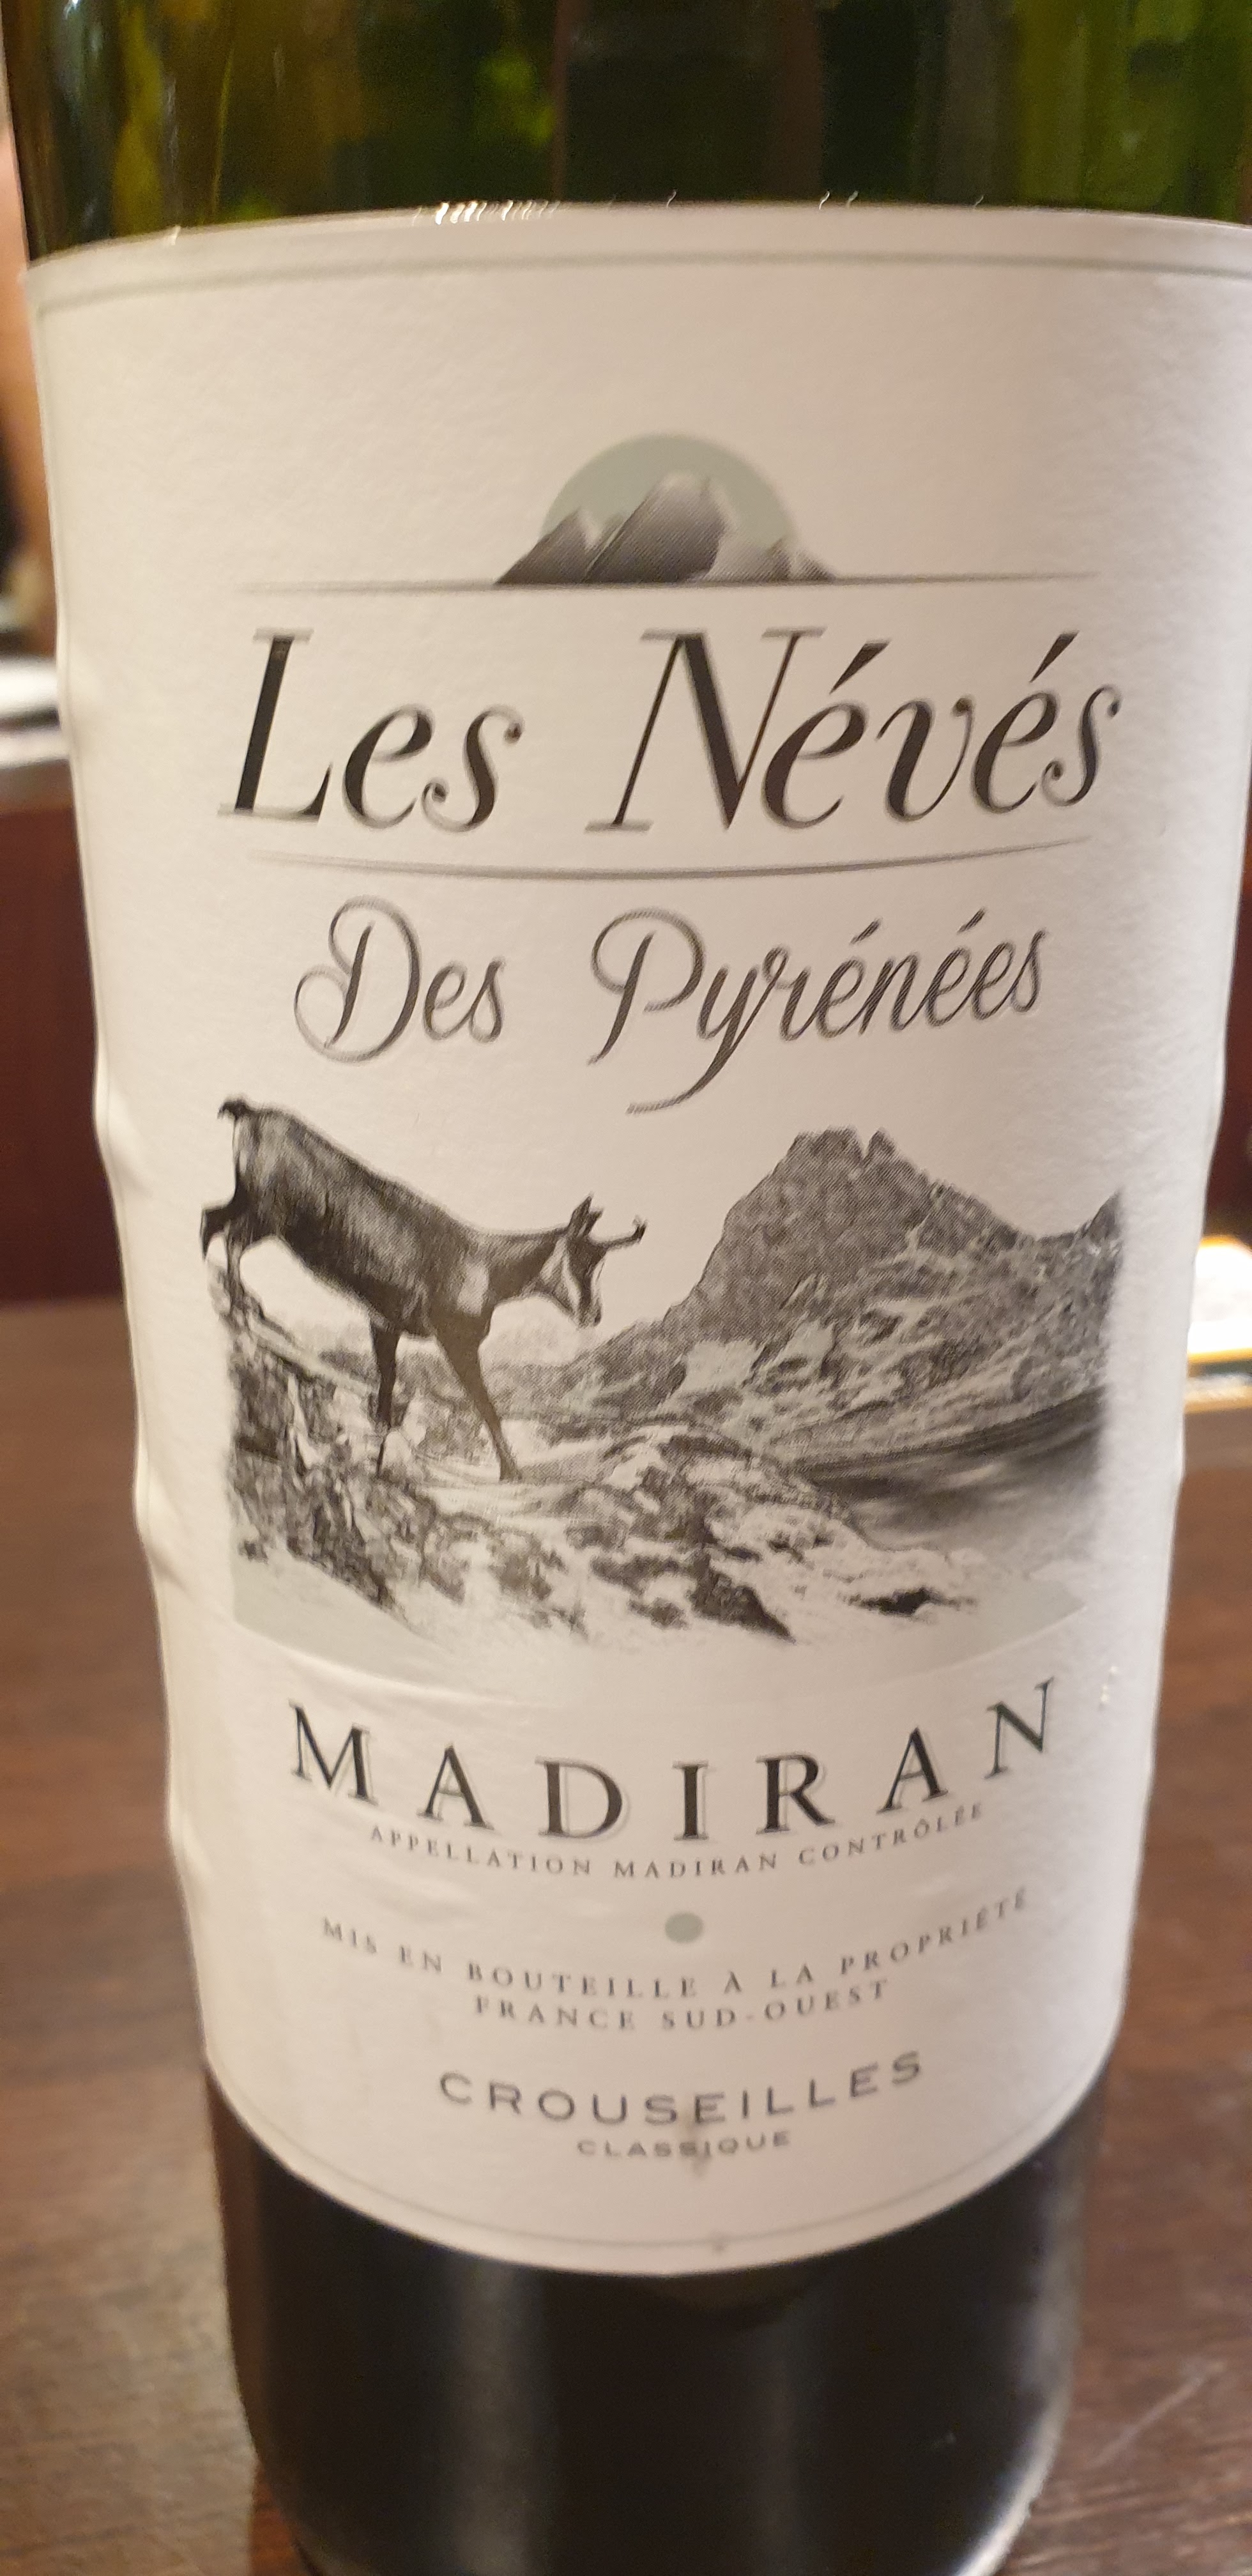 Les Névés
Des Pyrénées
MADIRAN
APPELLATION MADIRAN CONTRÔLÉE
MIS EN BOUTEILLE À LA PROPRIÉTÉ
FRANCE SUD-OUEST
CROUSEILLES
CLASSIQUE